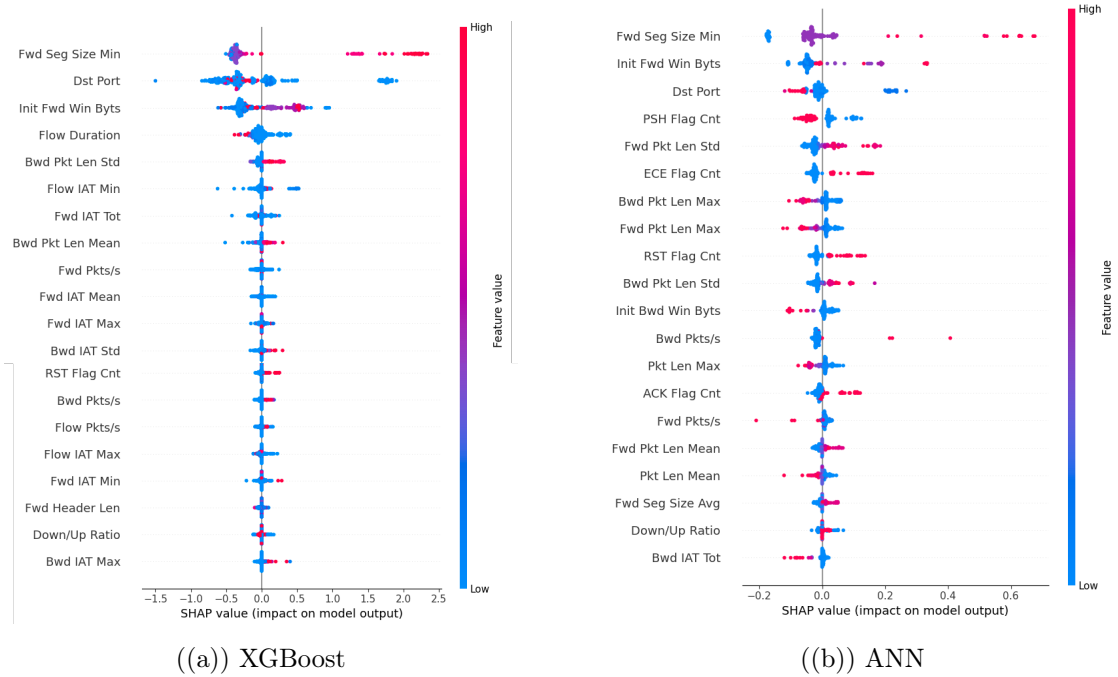 High
Fwd Seg Size Min
Dst Port
Init Fwd Win Byts
Flow Duration
Bwd Pkt Len Std
Flow IAT Min
Fwd IAT Tot
Bwd Pkt Len Mean
Fwd Pkts/s
Fwd IAT Mean
Fwd IAT Max
Bwd IAT Std
RST Flag Cnt
Bwd Pkts/s
Flow Pkts/s
Flow IAT Max
Fwd IAT Min
Fwd Header Len
Down/Up Ratio
Bwd IAT Max
Low
Feature value
−1.5 −1.0 −0.5 0.0 0.5 1.0 1.5 2.0 2.5
SHAP value (impact on model output)
((a)) XGBoost
High
Fwd Seg Size Min
Init Fwd Win Byts
Dst Port
PSH Flag Cnt
Fwd Pkt Len Std
ECE Flag Cnt
Bwd Pkt Len Max
Fwd Pkt Len Max
RST Flag Cnt
Bwd Pkt Len Std
Init Bwd Win Byts
Bwd Pkts/s
Pkt Len Max
ACK Flag Cnt
Fwd Pkts/s
Fwd Pkt Len Mean
Pkt Len Mean
Fwd Seg Size Avg
Down/Up Ratio
Bwd IAT Tot
Low
Feature value
−0.2 0.0 0.2 0.4 0.6
SHAP value (impact on model output)
((b)) ANN